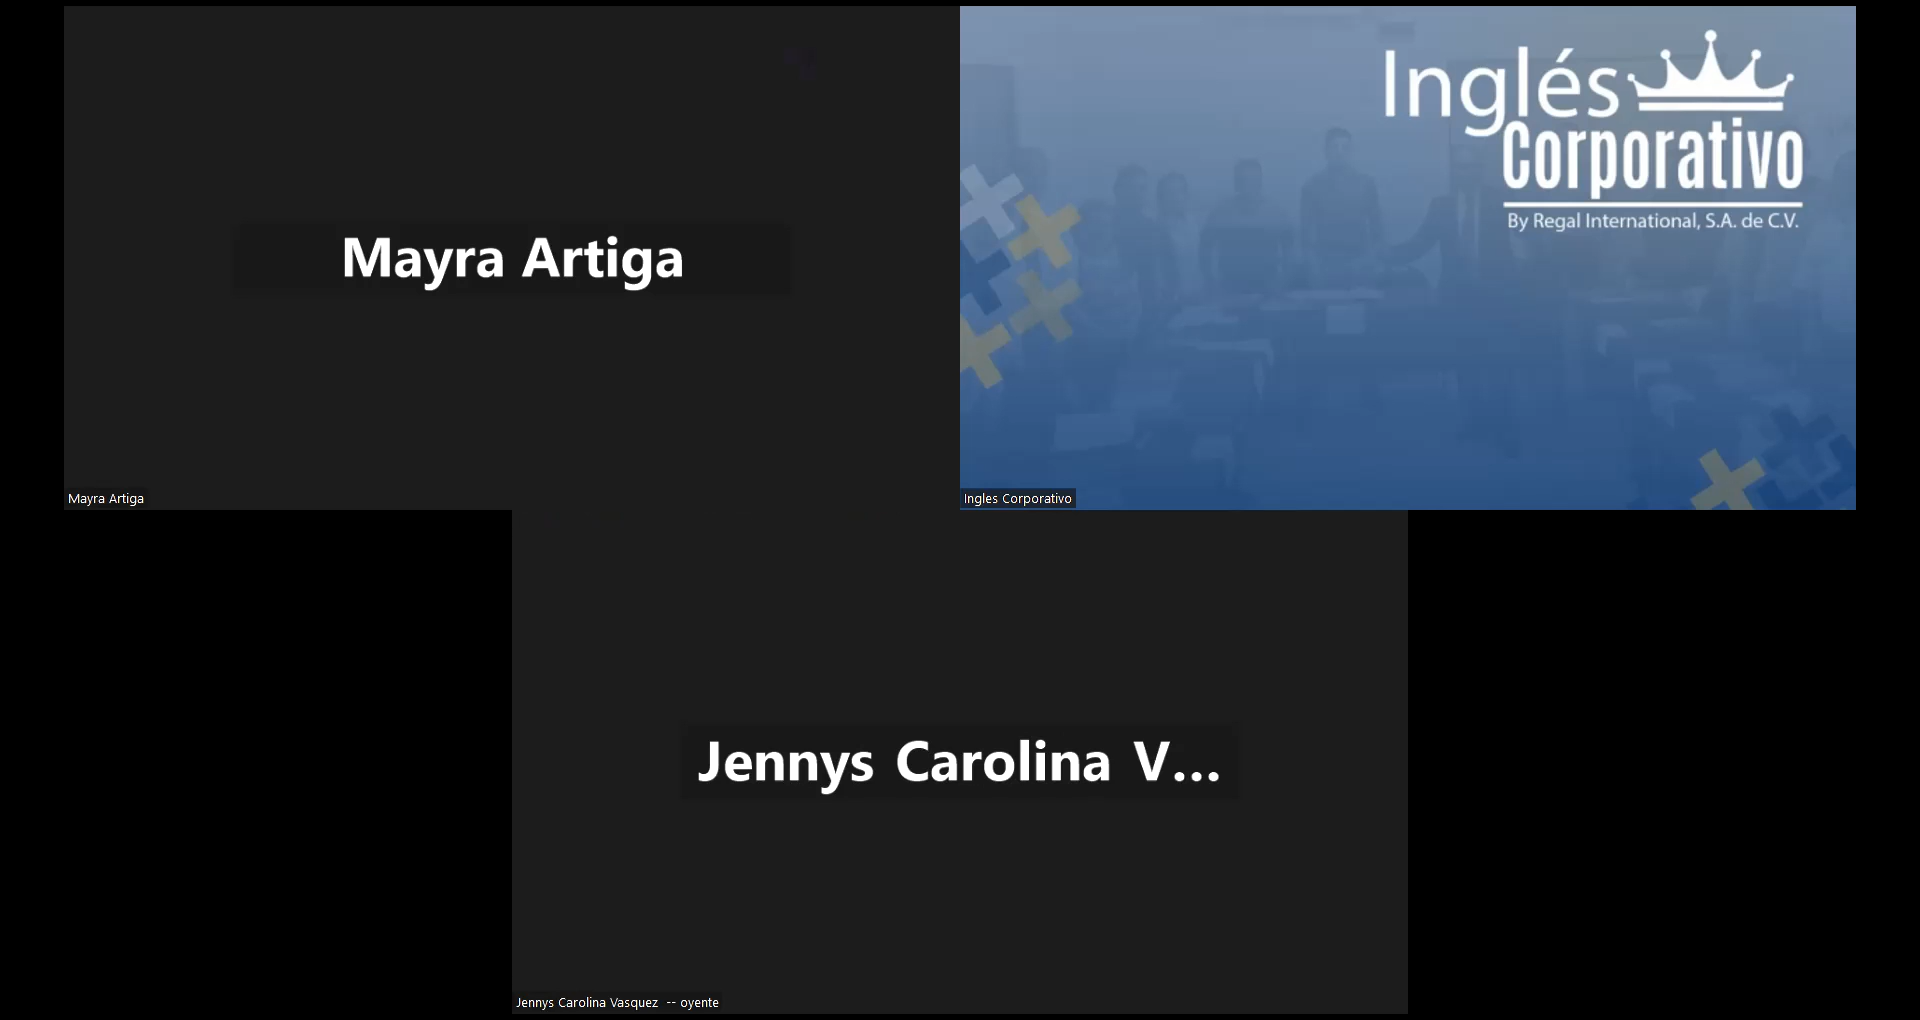 Mayra Artiga
Mayra Artiga
Inglés
Corporativo
By Regal International, S.A. de C.V.
Ingles Corporativo
Jennys Carolina V...
Jennys Carolina Vasquez -- oyente